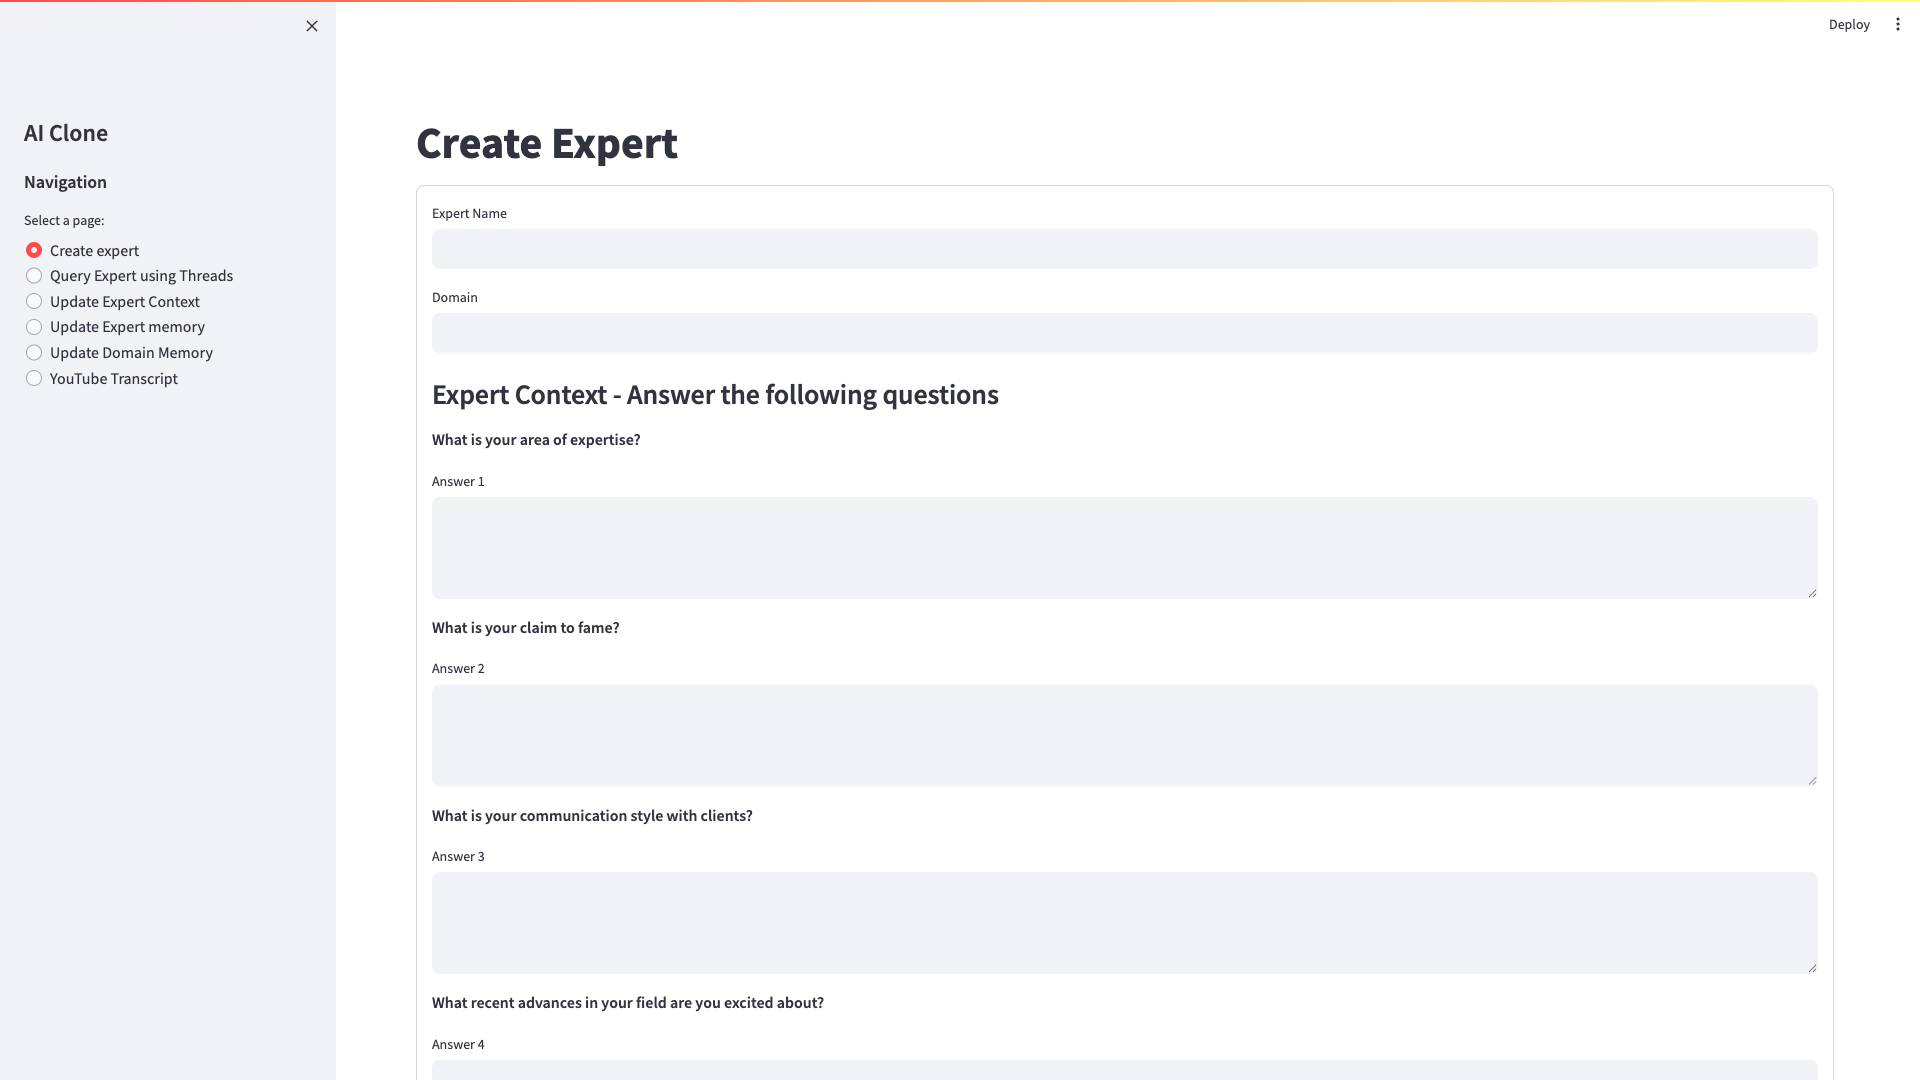 Deploy
AI Clone
Navigation
Select a page:
Create expert
Query Expert using Threads
Update Expert Context
Update Expert memory
Update Domain Memory
YouTube Transcript
Create Expert
Expert Name
Domain
Expert Context - Answer the following questions
What is your area of expertise?
Answer 1
What is your claim to fame?
Answer 2
What is your communication style with clients?
Answer 3
What recent advances in your field are you excited about?
Answer 4